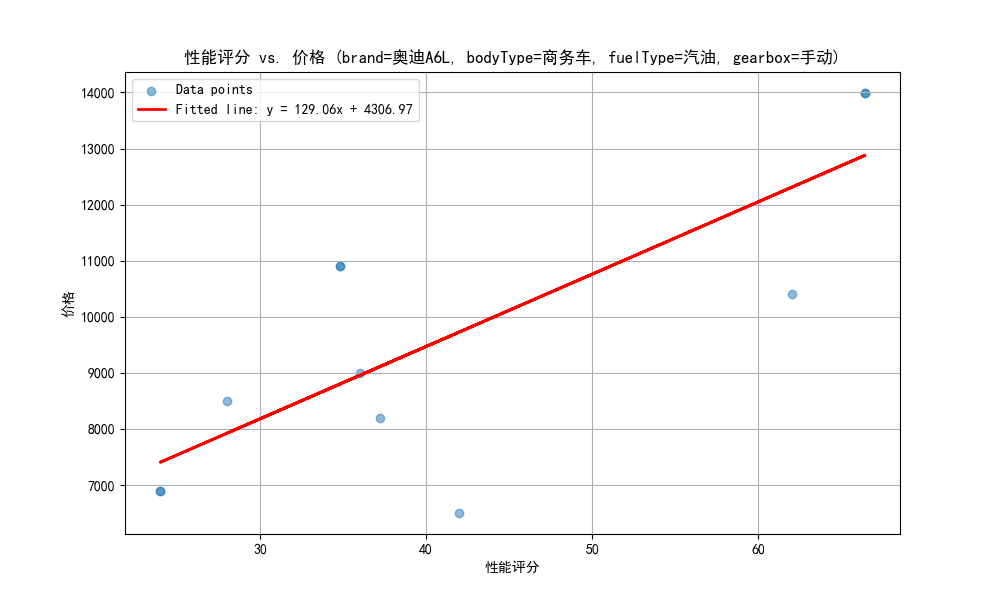 性能评分 vs. 价格 (brand=奥迪A6L, bodyType=商务车, fuelType=汽油, gearbox=手动)
Data points
Fitted line: y = 129.06x + 4306.97
14000
13000
12000
11000
10000
9000
8000
7000
价格
30 40 50 60
性能评分